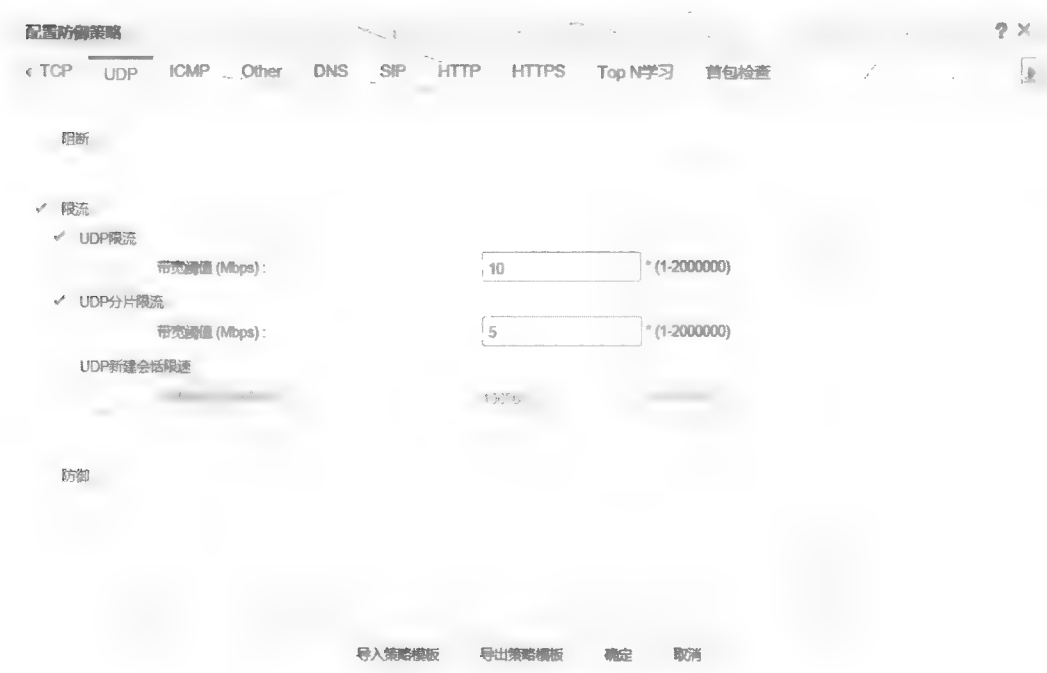 配置防御策略 ? ×
TCP UDP ICMP Other DNS SIP HTTP HTTPS Top N学习 首包检查
阻断
✓ 限流
✓ UDP限流
带宽阈值 (Mbps) : 10 * (1-2000000)
✓ UDP分片限流
带宽阈值 (Mbps) : 5 * (1-2000000)
UDP新建会话限速
防御
导入策略模板 导出策略模板 确定 取消